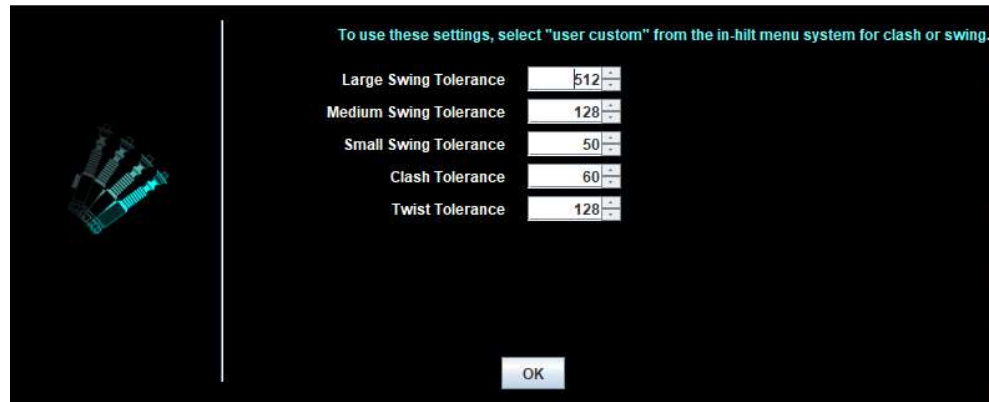 To use these settings, select "user custom" from the in-hilt menu system for clash or swing.
Large Swing Tolerance 512
Medium Swing Tolerance 128
Small Swing Tolerance 50
Clash Tolerance 60
Twist Tolerance 128
OK